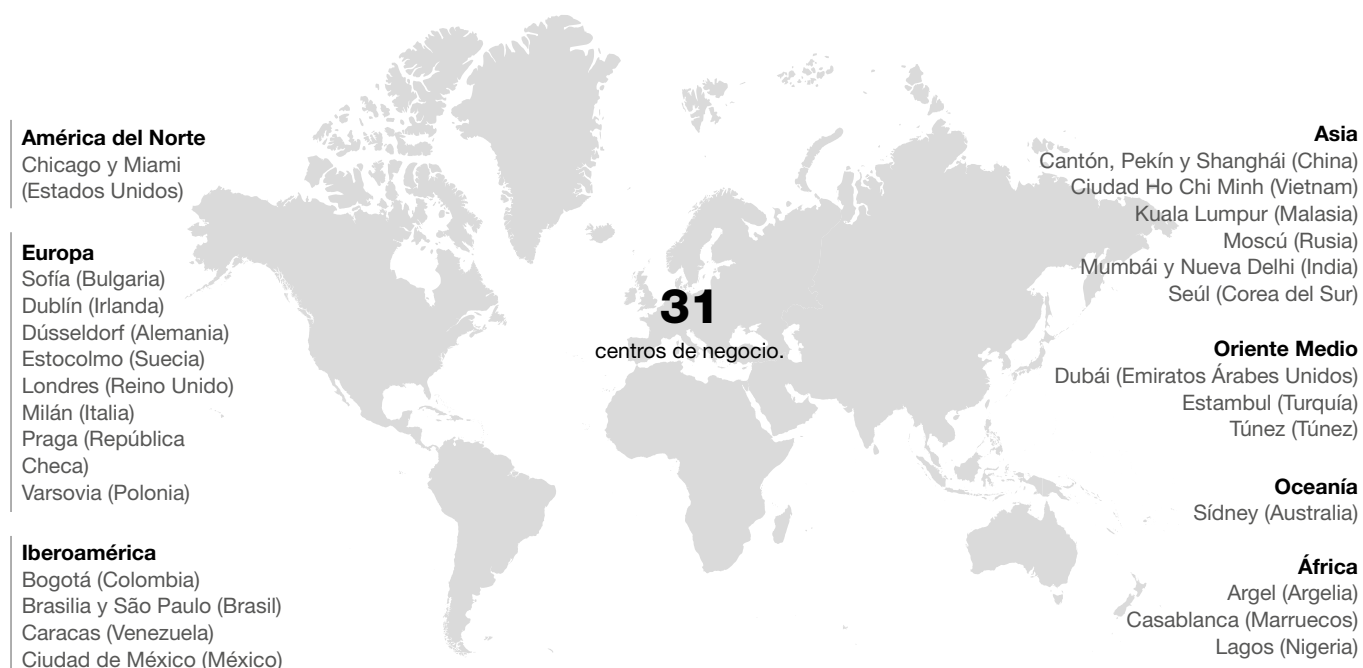 América del Norte
Chicago y Miami
(Estados Unidos)
Europa
Sofía (Bulgaria)
Dublín (Irlanda)
Dússeldorf (Alemania)
Estocolmo (Suecia)
Londres (Reino Unido)
Milán (Italia)
Praga (República
Checa)
Varsovia (Polonia)
Iberoamérica
Bogotá (Colombia)
Brasilia y São Paulo (Brasil)
Caracas (Venezuela)
Ciudad de México (México)
31
centros de negocio.
Asia
Cantón, Pekín y Shanghái (China)
Ciudad Ho Chi Minh (Vietnam)
Kuala Lumpur (Malasia)
Moscú (Rusia)
Mumbái y Nueva Delhi (India)
Seúl (Corea del Sur)
Oriente Medio
Dubái (Emiratos Árabes Unidos)
Estambul (Turquía)
Túnez (Túnez)
Oceanía
Sídney (Australia)
África
Argel (Argelia)
Casablanca (Marruecos)
Lagos (Nigeria)